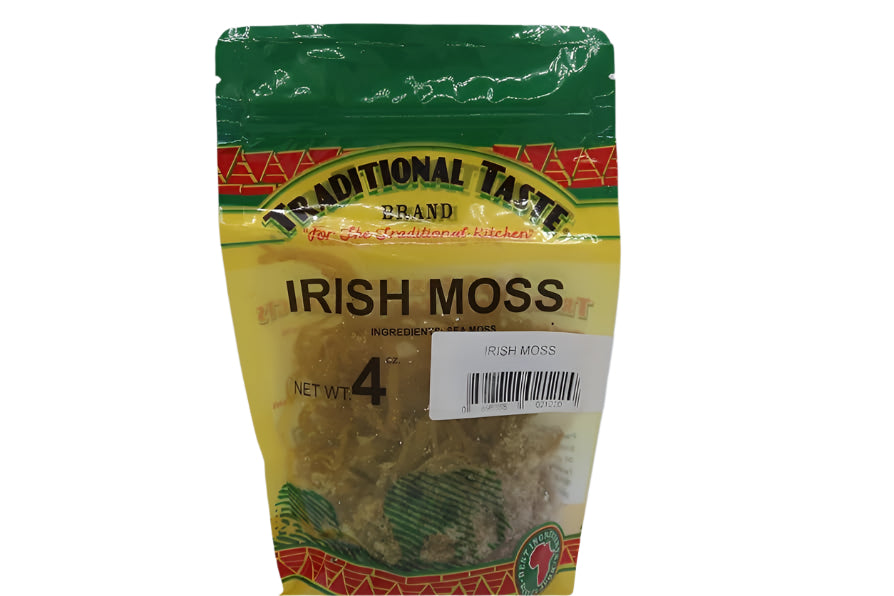 TRADITIONAL TASTE
BRAND
"For The Traditional Kitchen"
IRISH MOSS
INGREDIENTS: SEA MOSS
NET WT. 4 oz.
IRISH MOSS